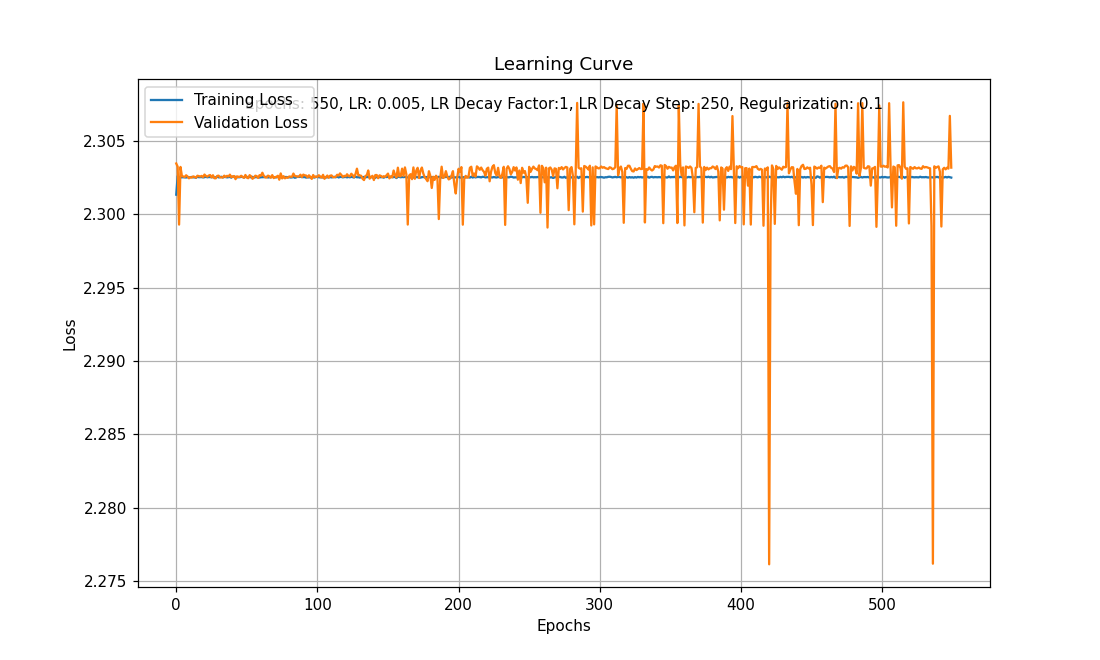 Learning Curve
Epochs: 550, LR: 0.005, LR Decay Factor:1, LR Decay Step: 250, Regularization: 0.1
Training Loss
Validation Loss
2.305
2.300
2.295
2.290
2.285
2.280
2.275
Loss
0 100 200 300 400 500
Epochs